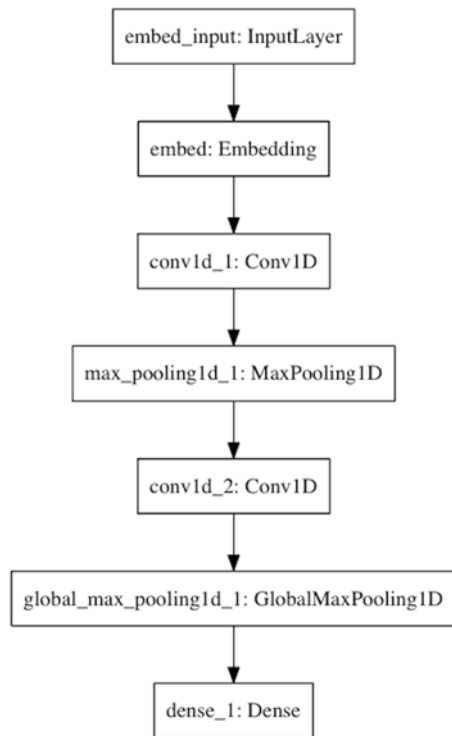 embed_input: InputLayer
embed: Embedding
conv1d_1: Conv1D
max_pooling1d_1: MaxPooling1D
conv1d_2: Conv1D
global_max_pooling1d_1: GlobalMaxPooling1D
dense_1: Dense